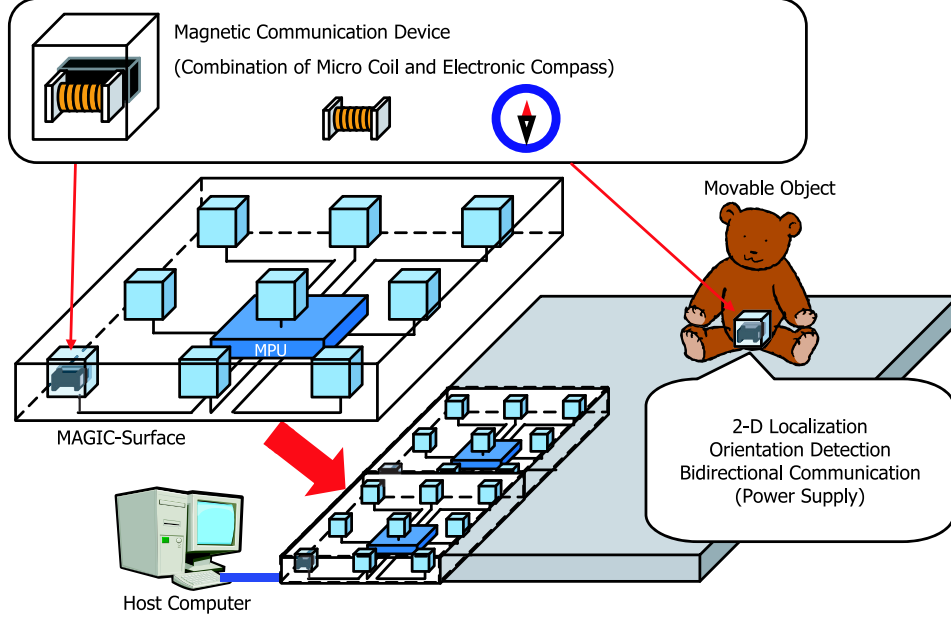 Magnetic Communication Device
(Combination of Micro Coil and Electronic Compass)
Movable Object
MPU
MAGIC-Surface
2-D Localization
Orientation Detection
Bidirectional Communication
(Power Supply)
Host Computer